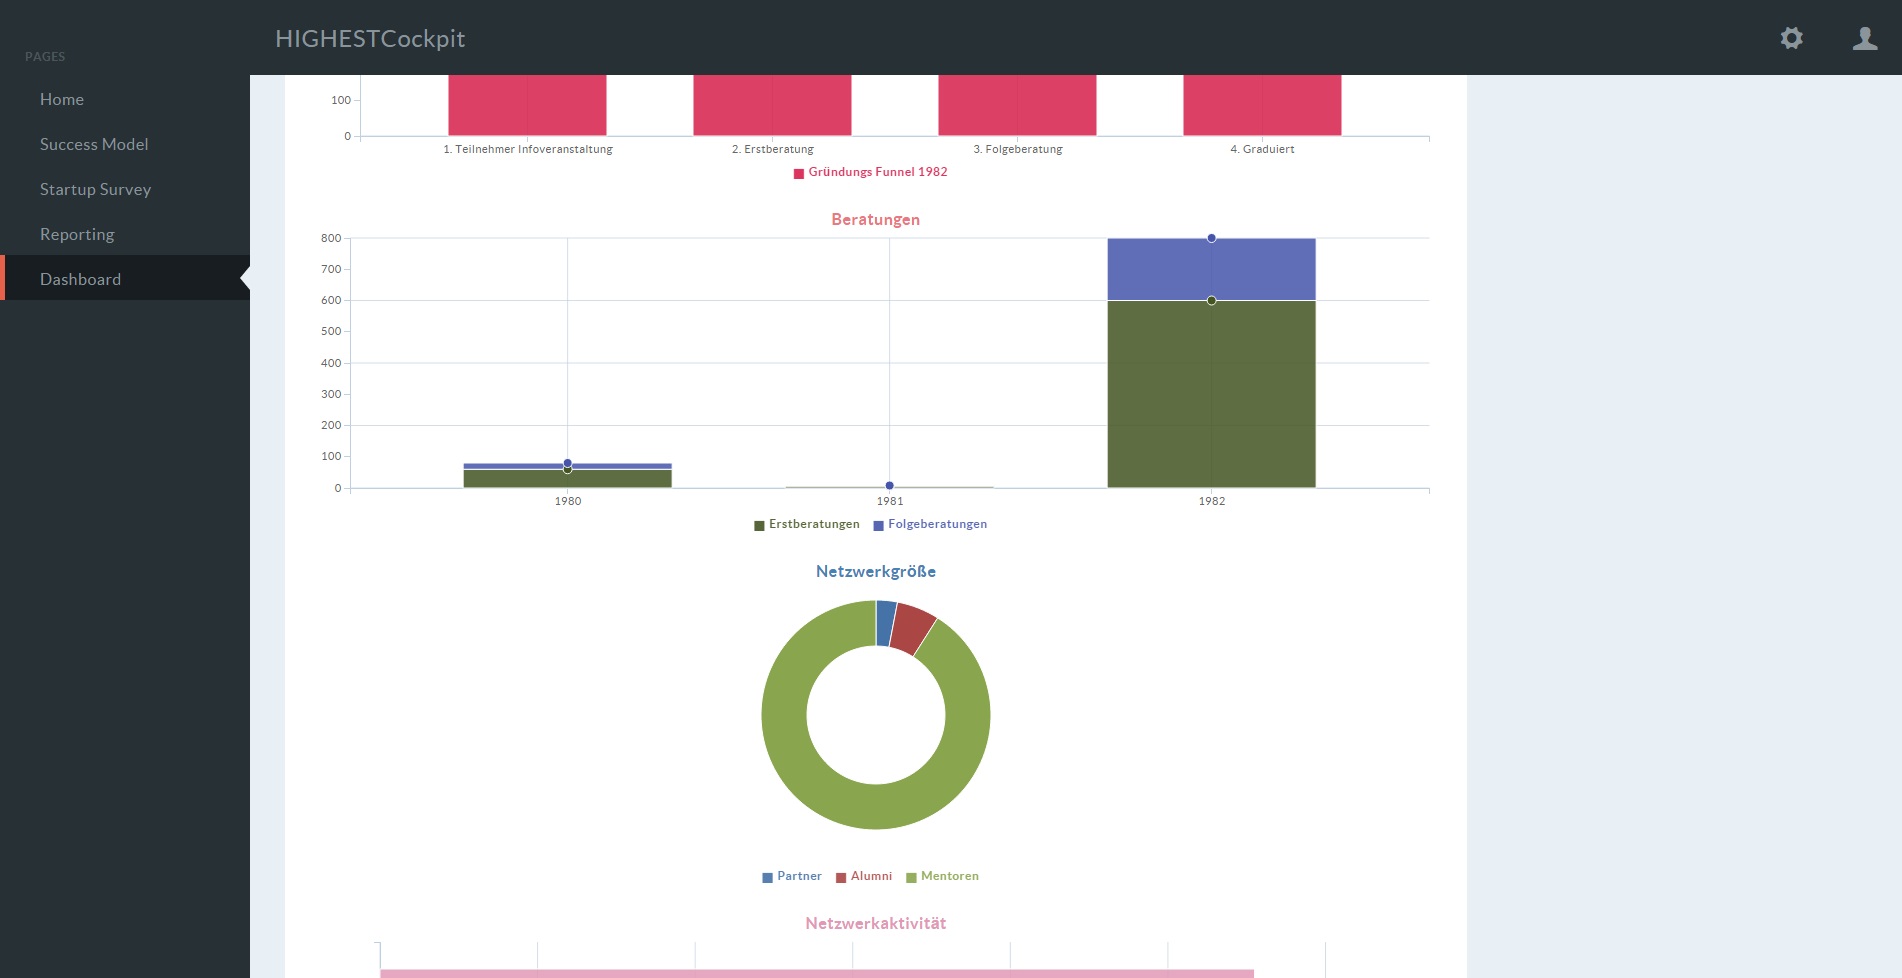 HIGHESTCockpit
PAGES
Home
Success Model
Startup Survey
Reporting
Dashboard
100
0
1. Teilnehmer Infoveranstaltung 2. Erstberatung 3. Folgeberatung 4. Graduiert
Gründungs Funnel 1982
Beratungen
800
700
600
500
400
300
200
100
0
1980 1981 1982
Erstberatungen Folgeberatungen
Netzwerkgröße
Partner Alumni Mentoren
Netzwerkaktivität